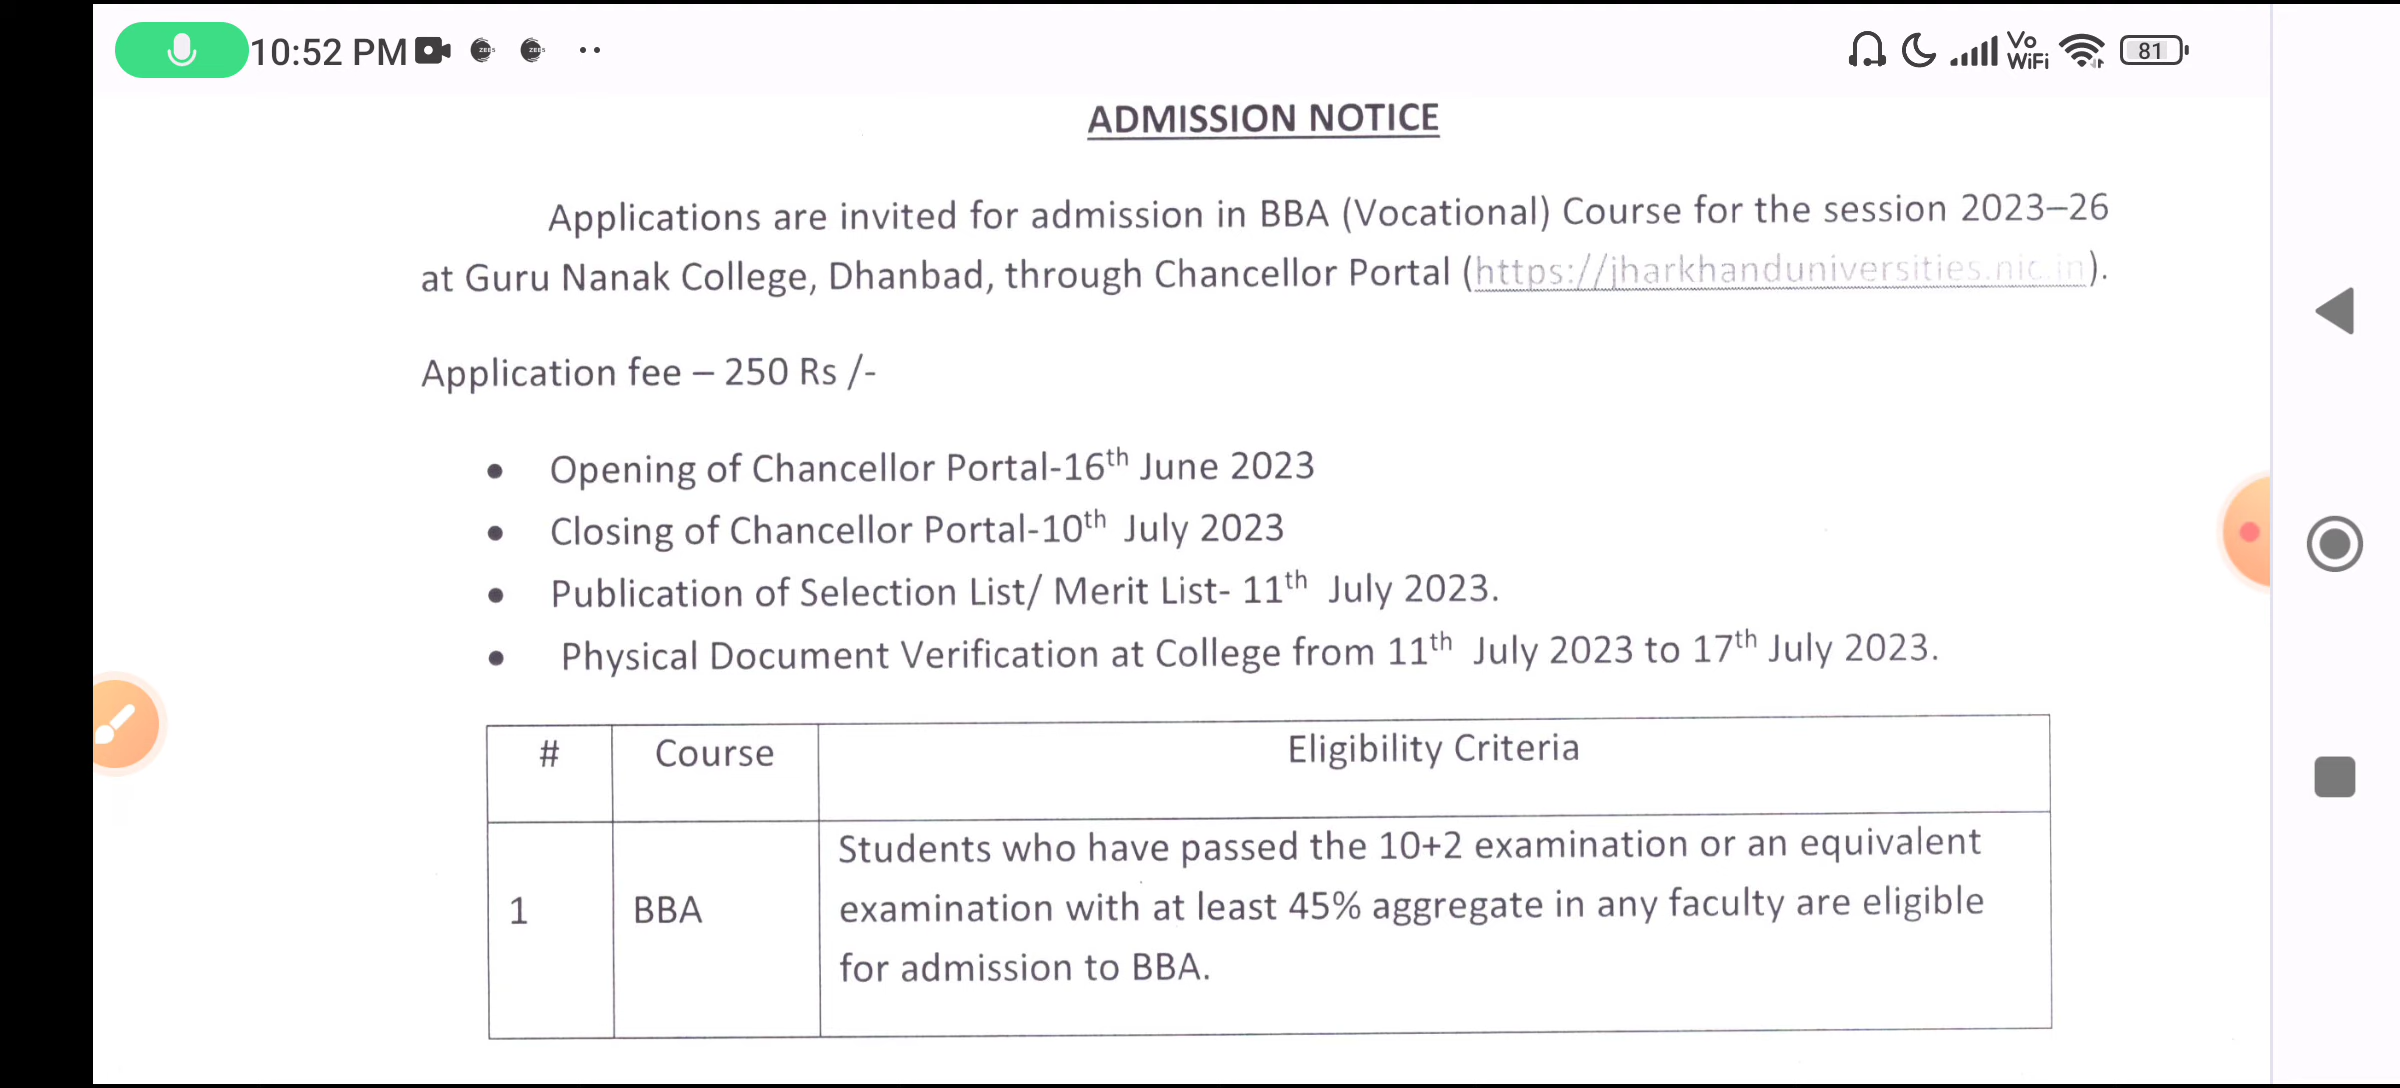 10:52 PM
Vo WiFi
81
ADMISSION NOTICE
Applications are invited for admission in BBA (Vocational) Course for the session 2023–26
at Guru Nanak College, Dhanbad, through Chancellor Portal (https://jharkhanduniversities.nic.in).
Application fee – 250 Rs /-
• Opening of Chancellor Portal-16th June 2023
• Closing of Chancellor Portal-10th July 2023
• Publication of Selection List/ Merit List- 11th July 2023.
• Physical Document Verification at College from 11th July 2023 to 17th July 2023.
# Course Eligibility Criteria
Students who have passed the 10+2 examination or an equivalent
1 BBA examination with at least 45% aggregate in any faculty are eligible
for admission to BBA.